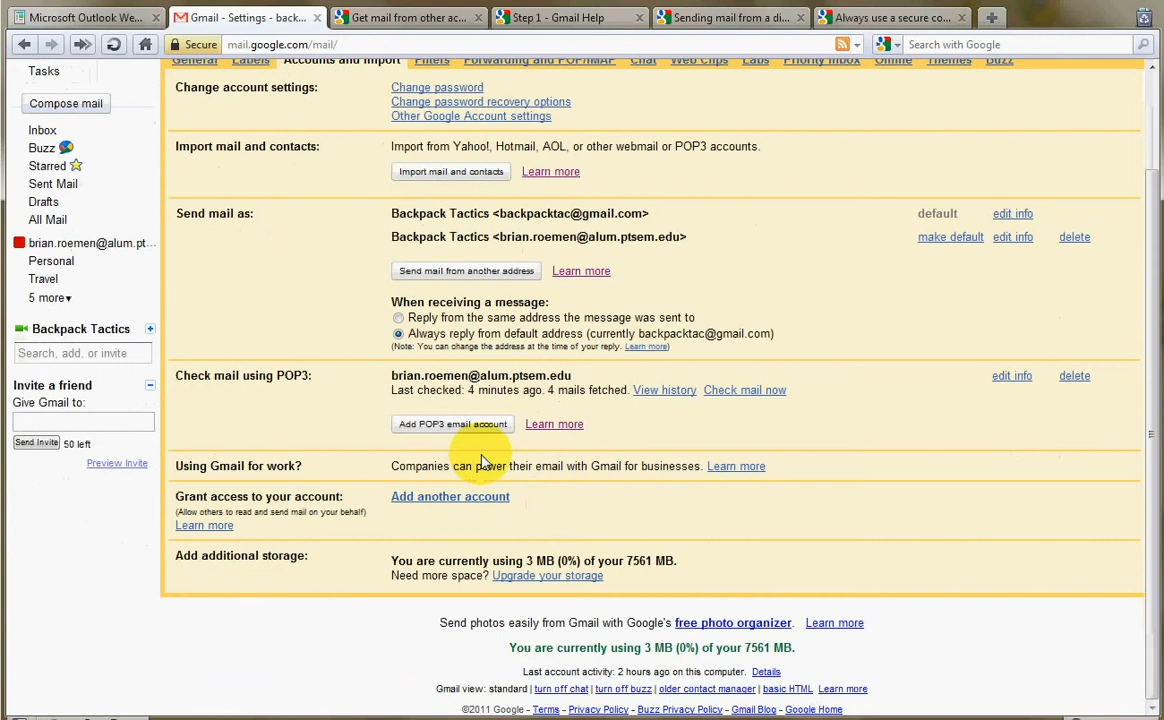 Microsoft Outlook We...
Gmail - Settings - back...
Get mail from other ac...
Step 1 - Gmail Help
Sending mail from a di...
Always use a secure co...
Secure mail.google.com/mail/ Search with Google
Tasks General Labels Accounts and Import Filters Forwarding and POP/IMAP Chat Web Clips Labs Priority Inbox Offline Themes Buzz
Compose mail
Inbox
Buzz
Starred
Sent Mail
Drafts
All Mail
brian.roemen@alum.pt...
Personal
Travel
5 more▾
Backpack Tactics
Search, add, or invite
Invite a friend
Give Gmail to:
Send Invite 50 left
Preview Invite
Change account settings: Change password
Change password recovery options
Other Google Account settings
Import mail and contacts: Import from Yahoo!, Hotmail, AOL, or other webmail or POP3 accounts.
Import mail and contacts Learn more
Send mail as: Backpack Tactics <backpacktac@gmail.com> default edit info
Backpack Tactics <brian.roemen@alum.ptsem.edu> make default edit info delete
Send mail from another address Learn more
When receiving a message:
Reply from the same address the message was sent to
Always reply from default address (currently backpacktac@gmail.com)
(Note: You can change the address at the time of your reply. Learn more)
Check mail using POP3: brian.roemen@alum.ptsem.edu edit info delete
Last checked: 4 minutes ago. 4 mails fetched. View history Check mail now
Add POP3 email account Learn more
Using Gmail for work? Companies can power their email with Gmail for businesses. Learn more
Grant access to your account: Add another account
(Allow others to read and send mail on your behalf)
Learn more
Add additional storage: You are currently using 3 MB (0%) of your 7561 MB.
Need more space? Upgrade your storage
Send photos easily from Gmail with Google's free photo organizer. Learn more
You are currently using 3 MB (0%) of your 7561 MB.
Last account activity: 2 hours ago on this computer. Details
Gmail view: standard | turn off chat | turn off buzz | older contact manager | basic HTML Learn more
©2011 Google - Terms - Privacy Policy - Buzz Privacy Policy - Gmail Blog - Google Home